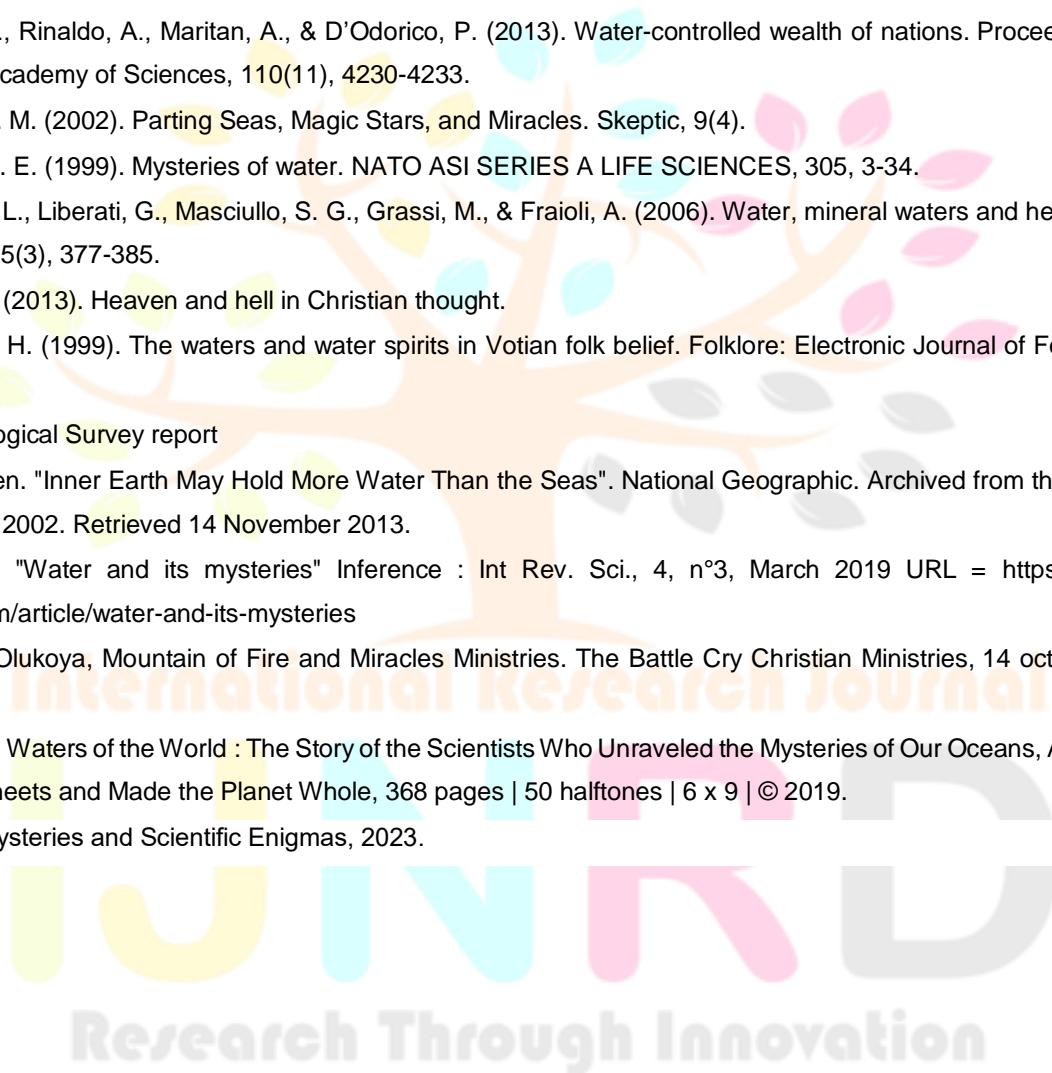 ., Rinaldo, A., Maritan, A., & D’Odorico, P. (2013). Water-controlled wealth of nations. Procee
cademy of Sciences, 110(11), 4230-4233.
. M. (2002). Parting Seas, Magic Stars, and Miracles. Skeptic, 9(4).
. E. (1999). Mysteries of water. NATO ASI SERIES A LIFE SCIENCES, 305, 3-34.
L., Liberati, G., Masciullo, S. G., Grassi, M., & Fraioli, A. (2006). Water, mineral waters and he
5(3), 377-385.
(2013). Heaven and hell in Christian thought.
H. (1999). The waters and water spirits in Votian folk belief. Folklore: Electronic Journal of Fo
ogical Survey report
en. "Inner Earth May Hold More Water Than the Seas". National Geographic. Archived from th
2002. Retrieved 14 November 2013.
"Water and its mysteries" Inference : Int Rev. Sci., 4, n°3, March 2019 URL = https
m/article/water-and-its-mysteries
Olukoya, Mountain of Fire and Miracles Ministries. The Battle Cry Christian Ministries, 14 oct
International Research Journal
Waters of the World : The Story of the Scientists Who Unraveled the Mysteries of Our Oceans, A
heets and Made the Planet Whole, 368 pages | 50 halftones | 6 x 9 | © 2019.
ysteries and Scientific Enigmas, 2023.
IJNRD
Research Through Innovation